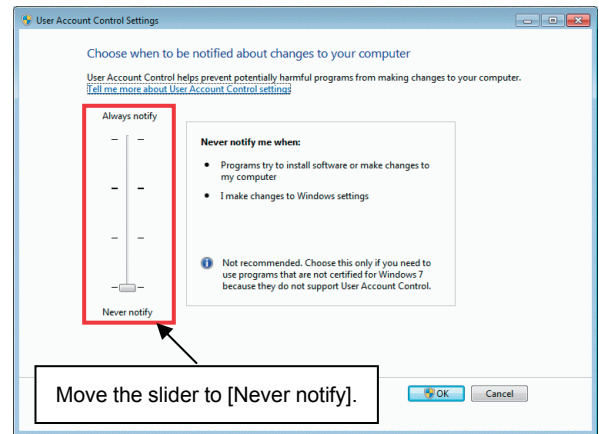 User Account Control Settings
Choose when to be notified about changes to your computer
User Account Control helps prevent potentially harmful programs from making changes to your computer.
Tell me more about User Account Control settings
Always notify
Never notify me when:
• Programs try to install software or make changes to
my computer
• I make changes to Windows settings
Not recommended. Choose this only if you need to
use programs that are not certified for Windows 7
because they do not support User Account Control.
Never notify
Move the slider to [Never notify].
OK
Cancel